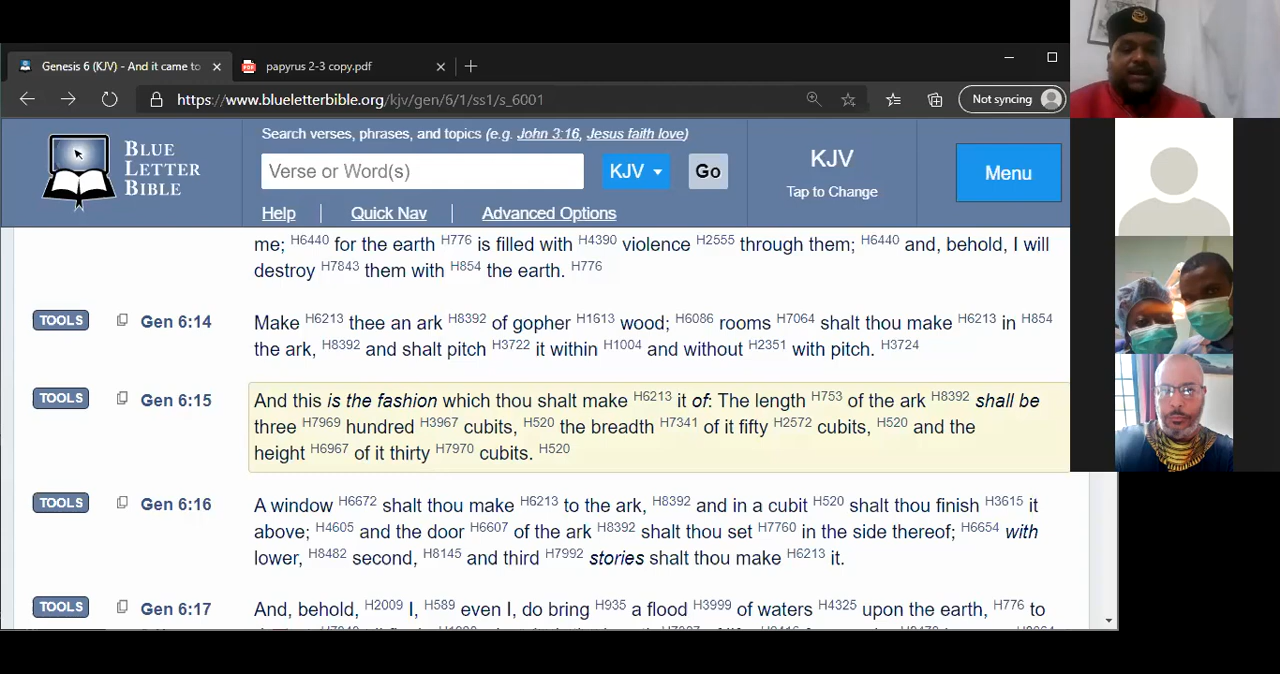 Genesis 6 (KJV) - And it came to
papyrus 2-3 copy.pdf
https://www.blueletterbible.org/kjv/gen/6/1/ss1/s_6001
Not syncing
BLUE
LETTER
BIBLE
Search verses, phrases, and topics (e.g. John 3:16, Jesus faith love)
Verse or Word(s)
KJV
Go
Help | Quick Nav | Advanced Options
KJV
Tap to Change
Menu
me; H6440 for the earth H776 is filled with H4390 violence H2555 through them; H6440 and, behold, I will
destroy H7843 them with H854 the earth. H776
TOOLS Gen 6:14 Make H6213 thee an ark H8392 of gopher H1613 wood; H6086 rooms H7064 shalt thou make H6213 in H854
the ark, H8392 and shalt pitch H3722 it within H1004 and without H2351 with pitch. H3724
TOOLS Gen 6:15 And this is the fashion which thou shalt make H6213 it of: The length H753 of the ark H8392 shall be
three H7969 hundred H3967 cubits, H520 the breadth H7341 of it fifty H2572 cubits, H520 and the
height H6967 of it thirty H7970 cubits. H520
TOOLS Gen 6:16 A window H6672 shalt thou make H6213 to the ark, H8392 and in a cubit H520 shalt thou finish H3615 it
above; H4605 and the door H6607 of the ark H8392 shalt thou set H7760 in the side thereof; H6654 with
lower, H8482 second, H8145 and third H7992 stories shalt thou make H6213 it.
TOOLS Gen 6:17 And, behold, H2009 I, H589 even I, do bring H935 a flood H3999 of waters H4325 upon the earth, H776 to